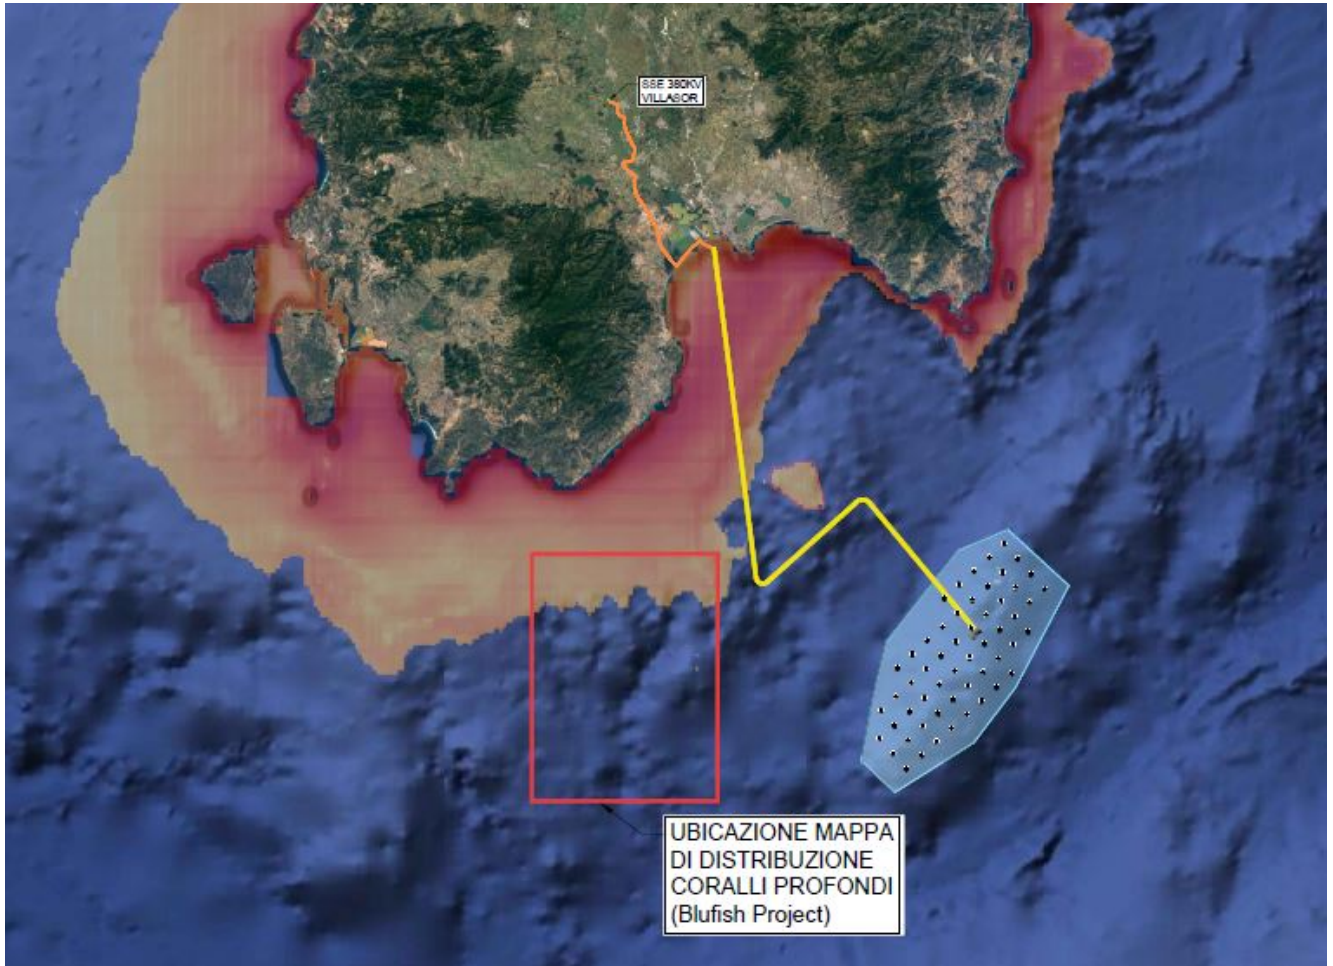 SSE 380KV
VILLASOR
UBICAZIONE MAPPA
DI DISTRIBUZIONE
CORALLI PROFONDI
(Blufish Project)